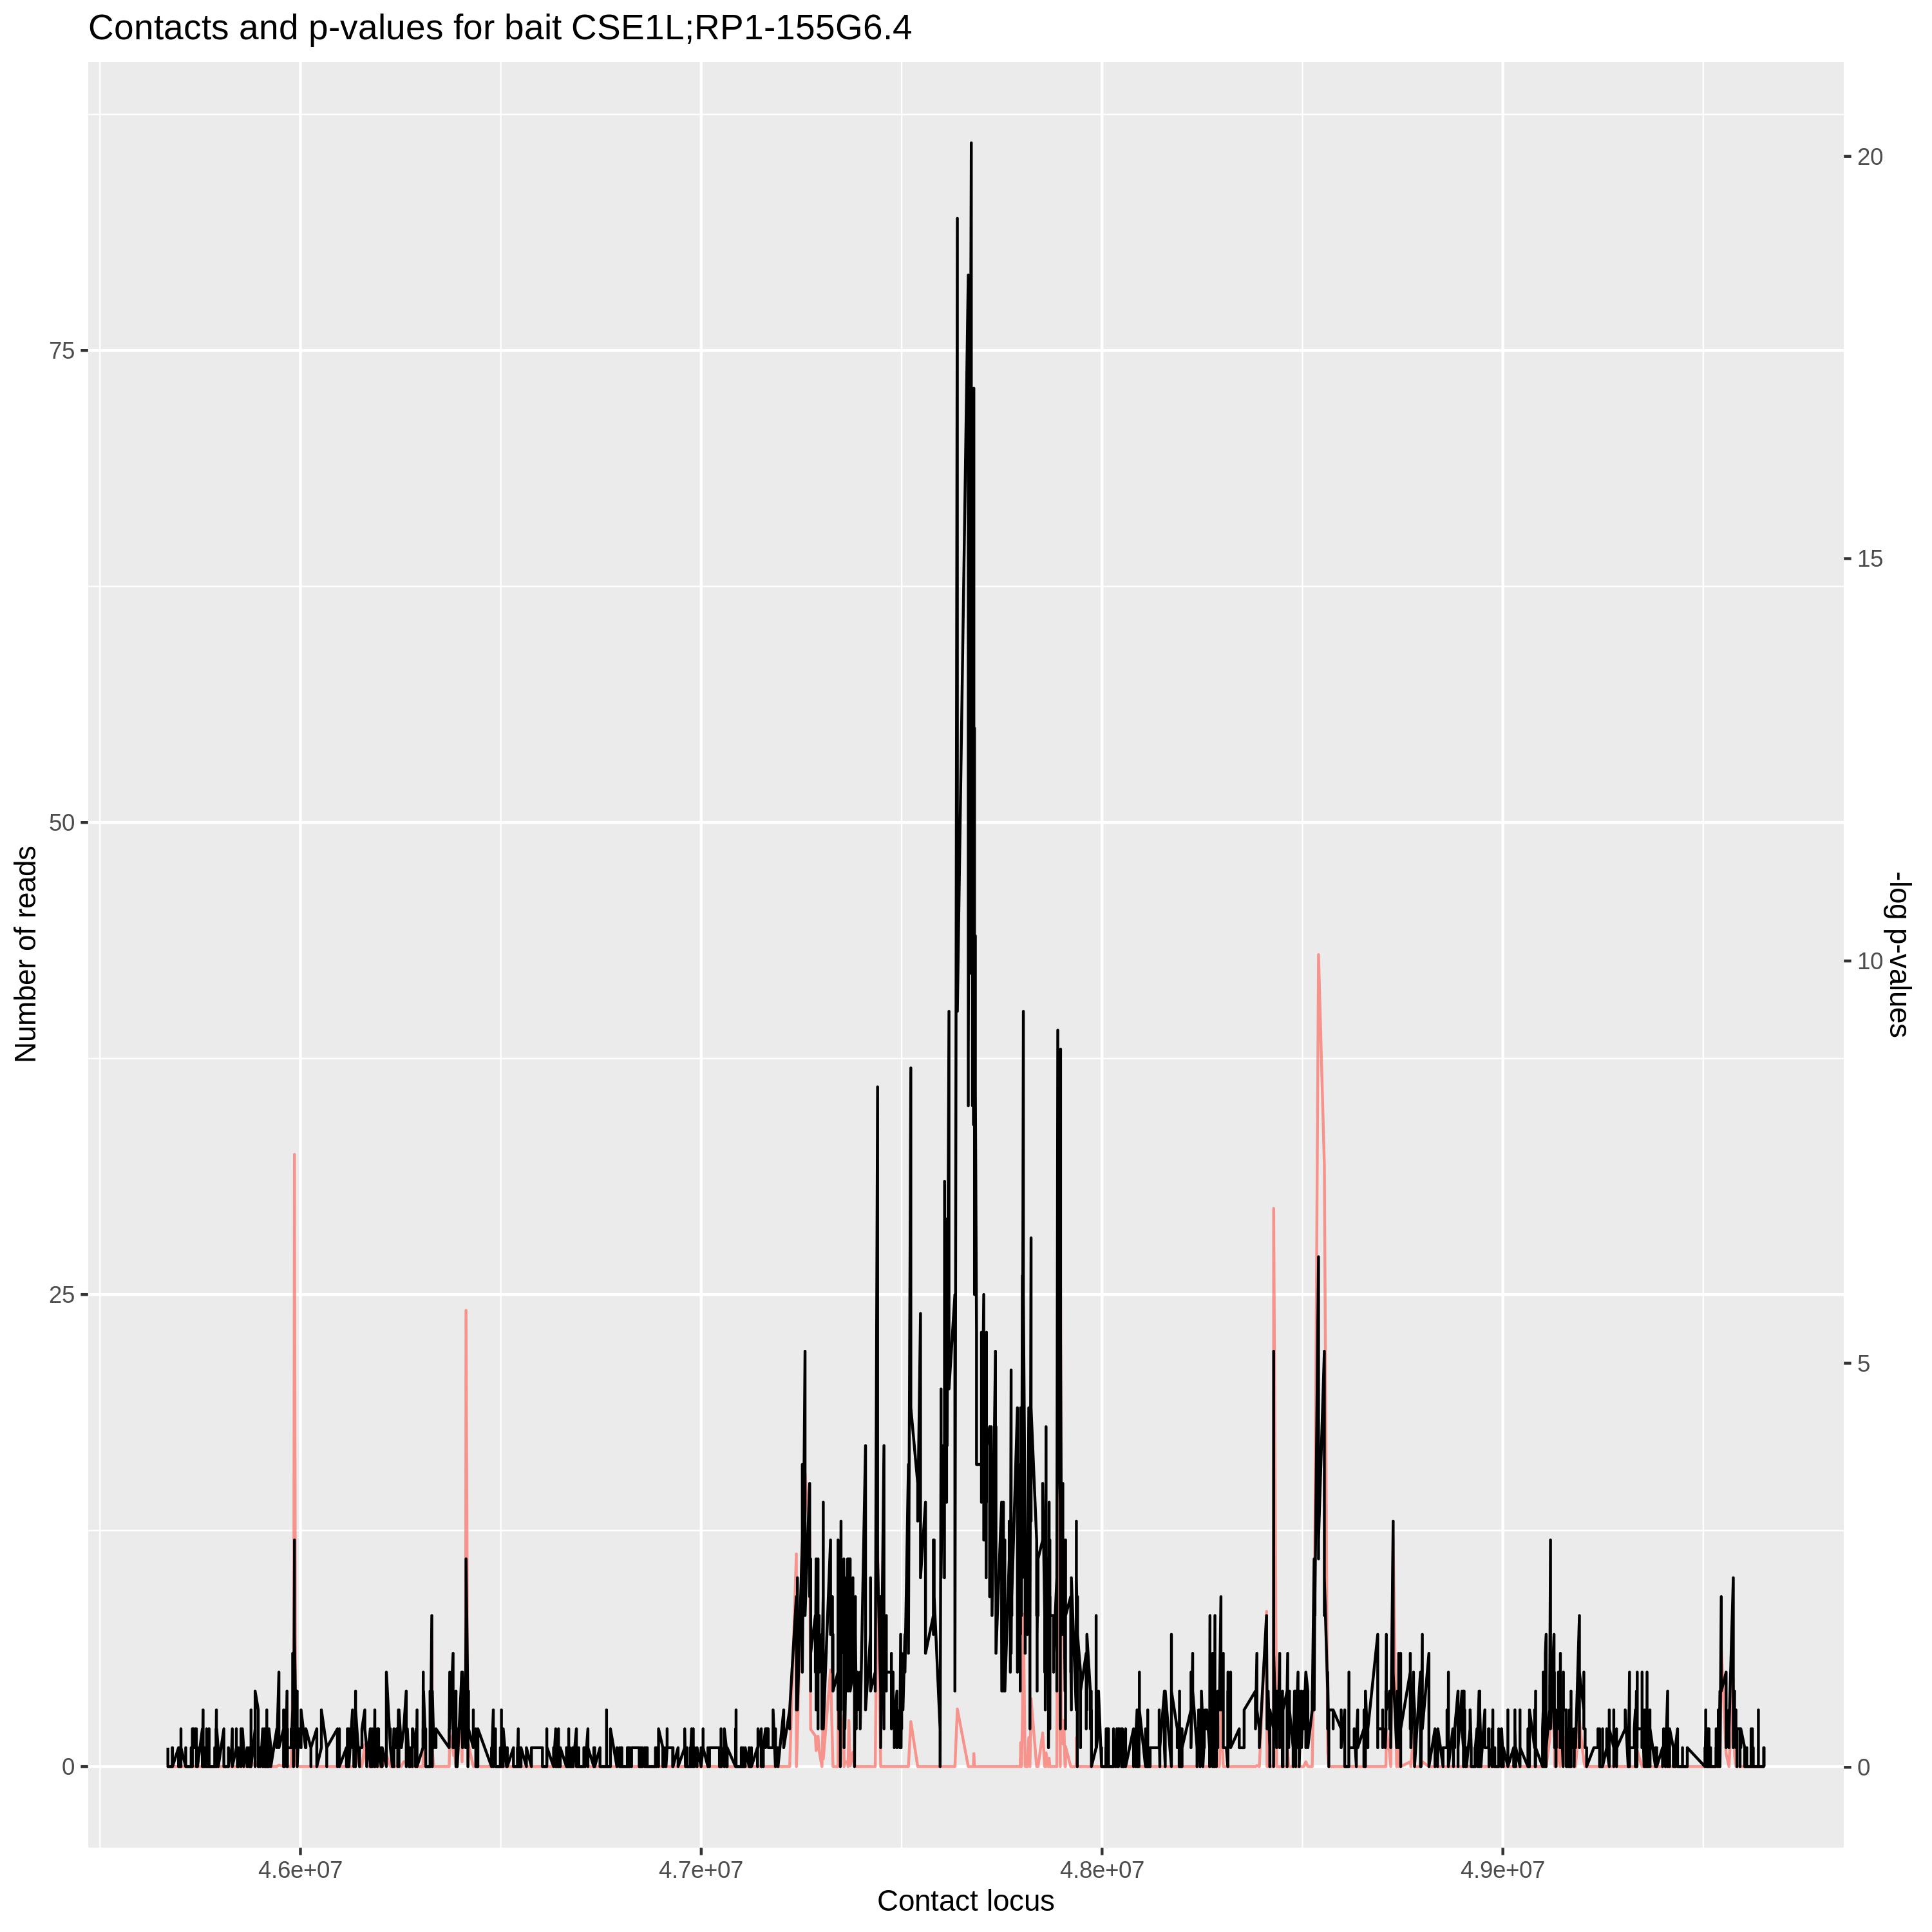 Contacts and p-values for bait CSE1L;RP1-155G6.4
20
75
15
50
Number of reads
-log p-values
10
25
5
0
0
4.6e+07
4.7e+07
4.8e+07
4.9e+07
Contact locus